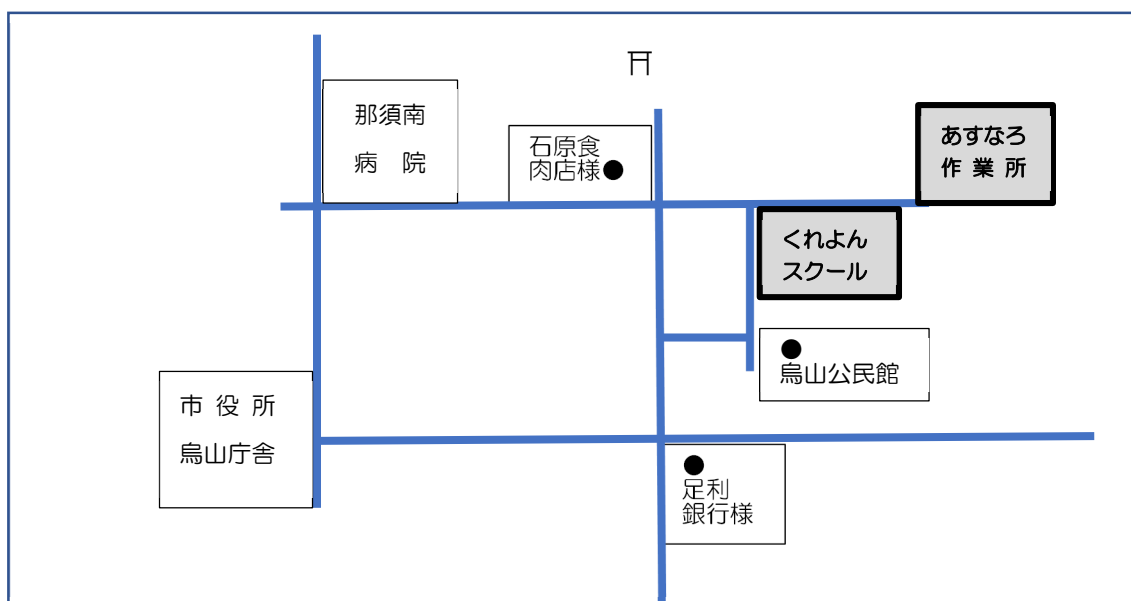 那須南
病 院
石原食
肉店様●
あすなろ
作 業 所
くれよん
スクール
●
烏山公民館
市 役 所
烏山庁舎
●
足利
銀行様